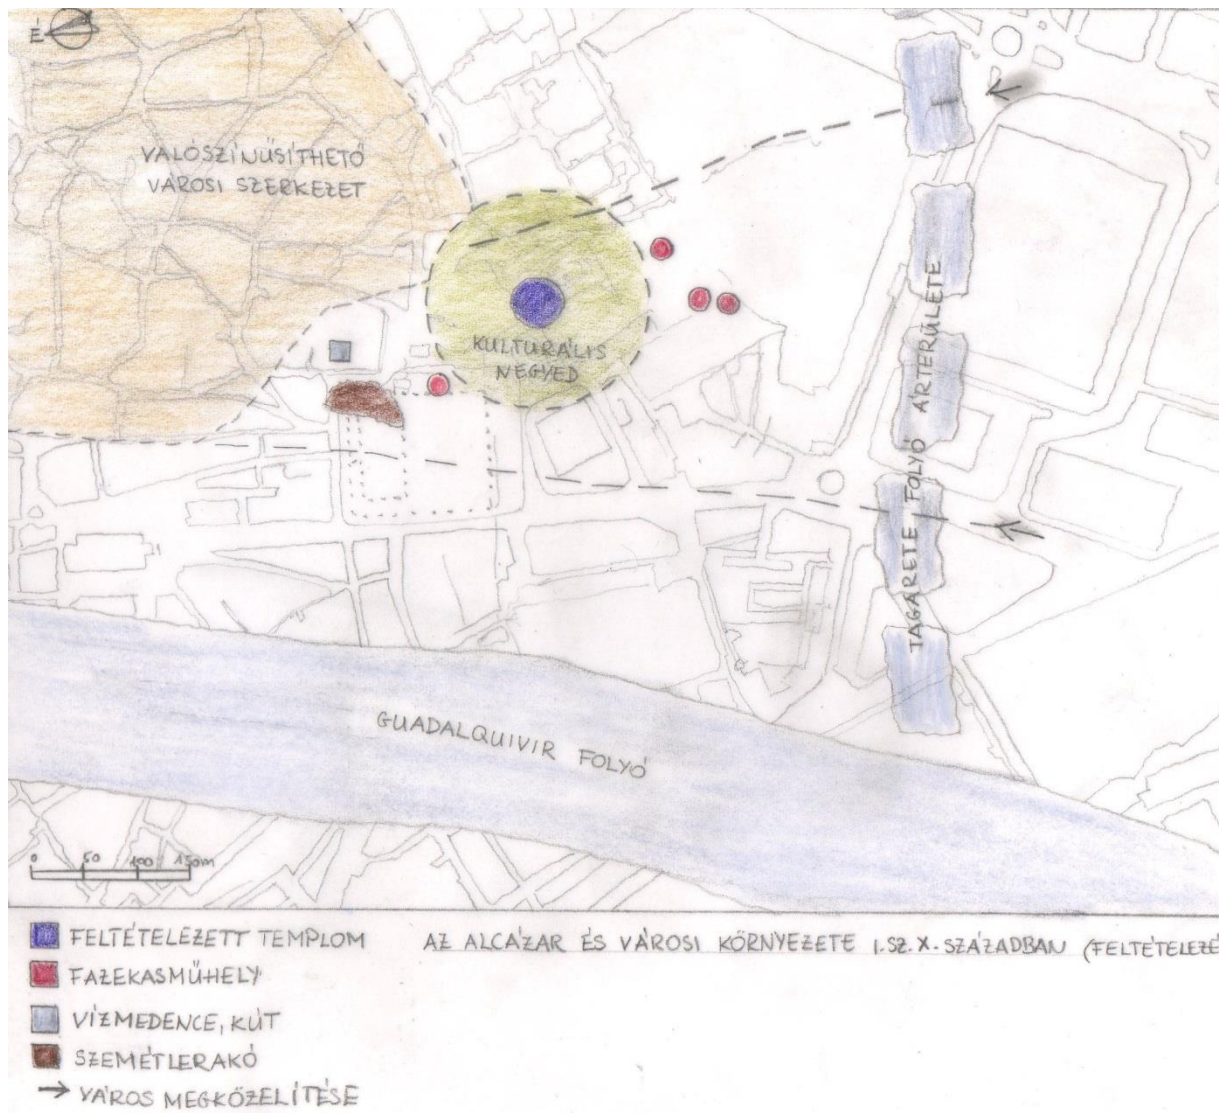 É
VALÓSZÍNŰSÍTHETŐ
VÁROSI SZERKEZET
KULTURÁLIS
NEGYED
TAGARETE FOLYÓ ÁRTERÜLETE
GUADALQUIVIR FOLYÓ
0 50 100 150m
FELTÉTELEZETT TEMPLOM
AZ ALCÁZAR ÉS VÁROSI KÖRNYEZETE I.SZ. X. SZÁZADBAN (FELTÉTELEZÉ
FAZEKASMŰHELY
VÍZMEDENCE, KÚT
SZEMÉTLERAKÓ
VÁROS MEGKÖZELÍTÉSE